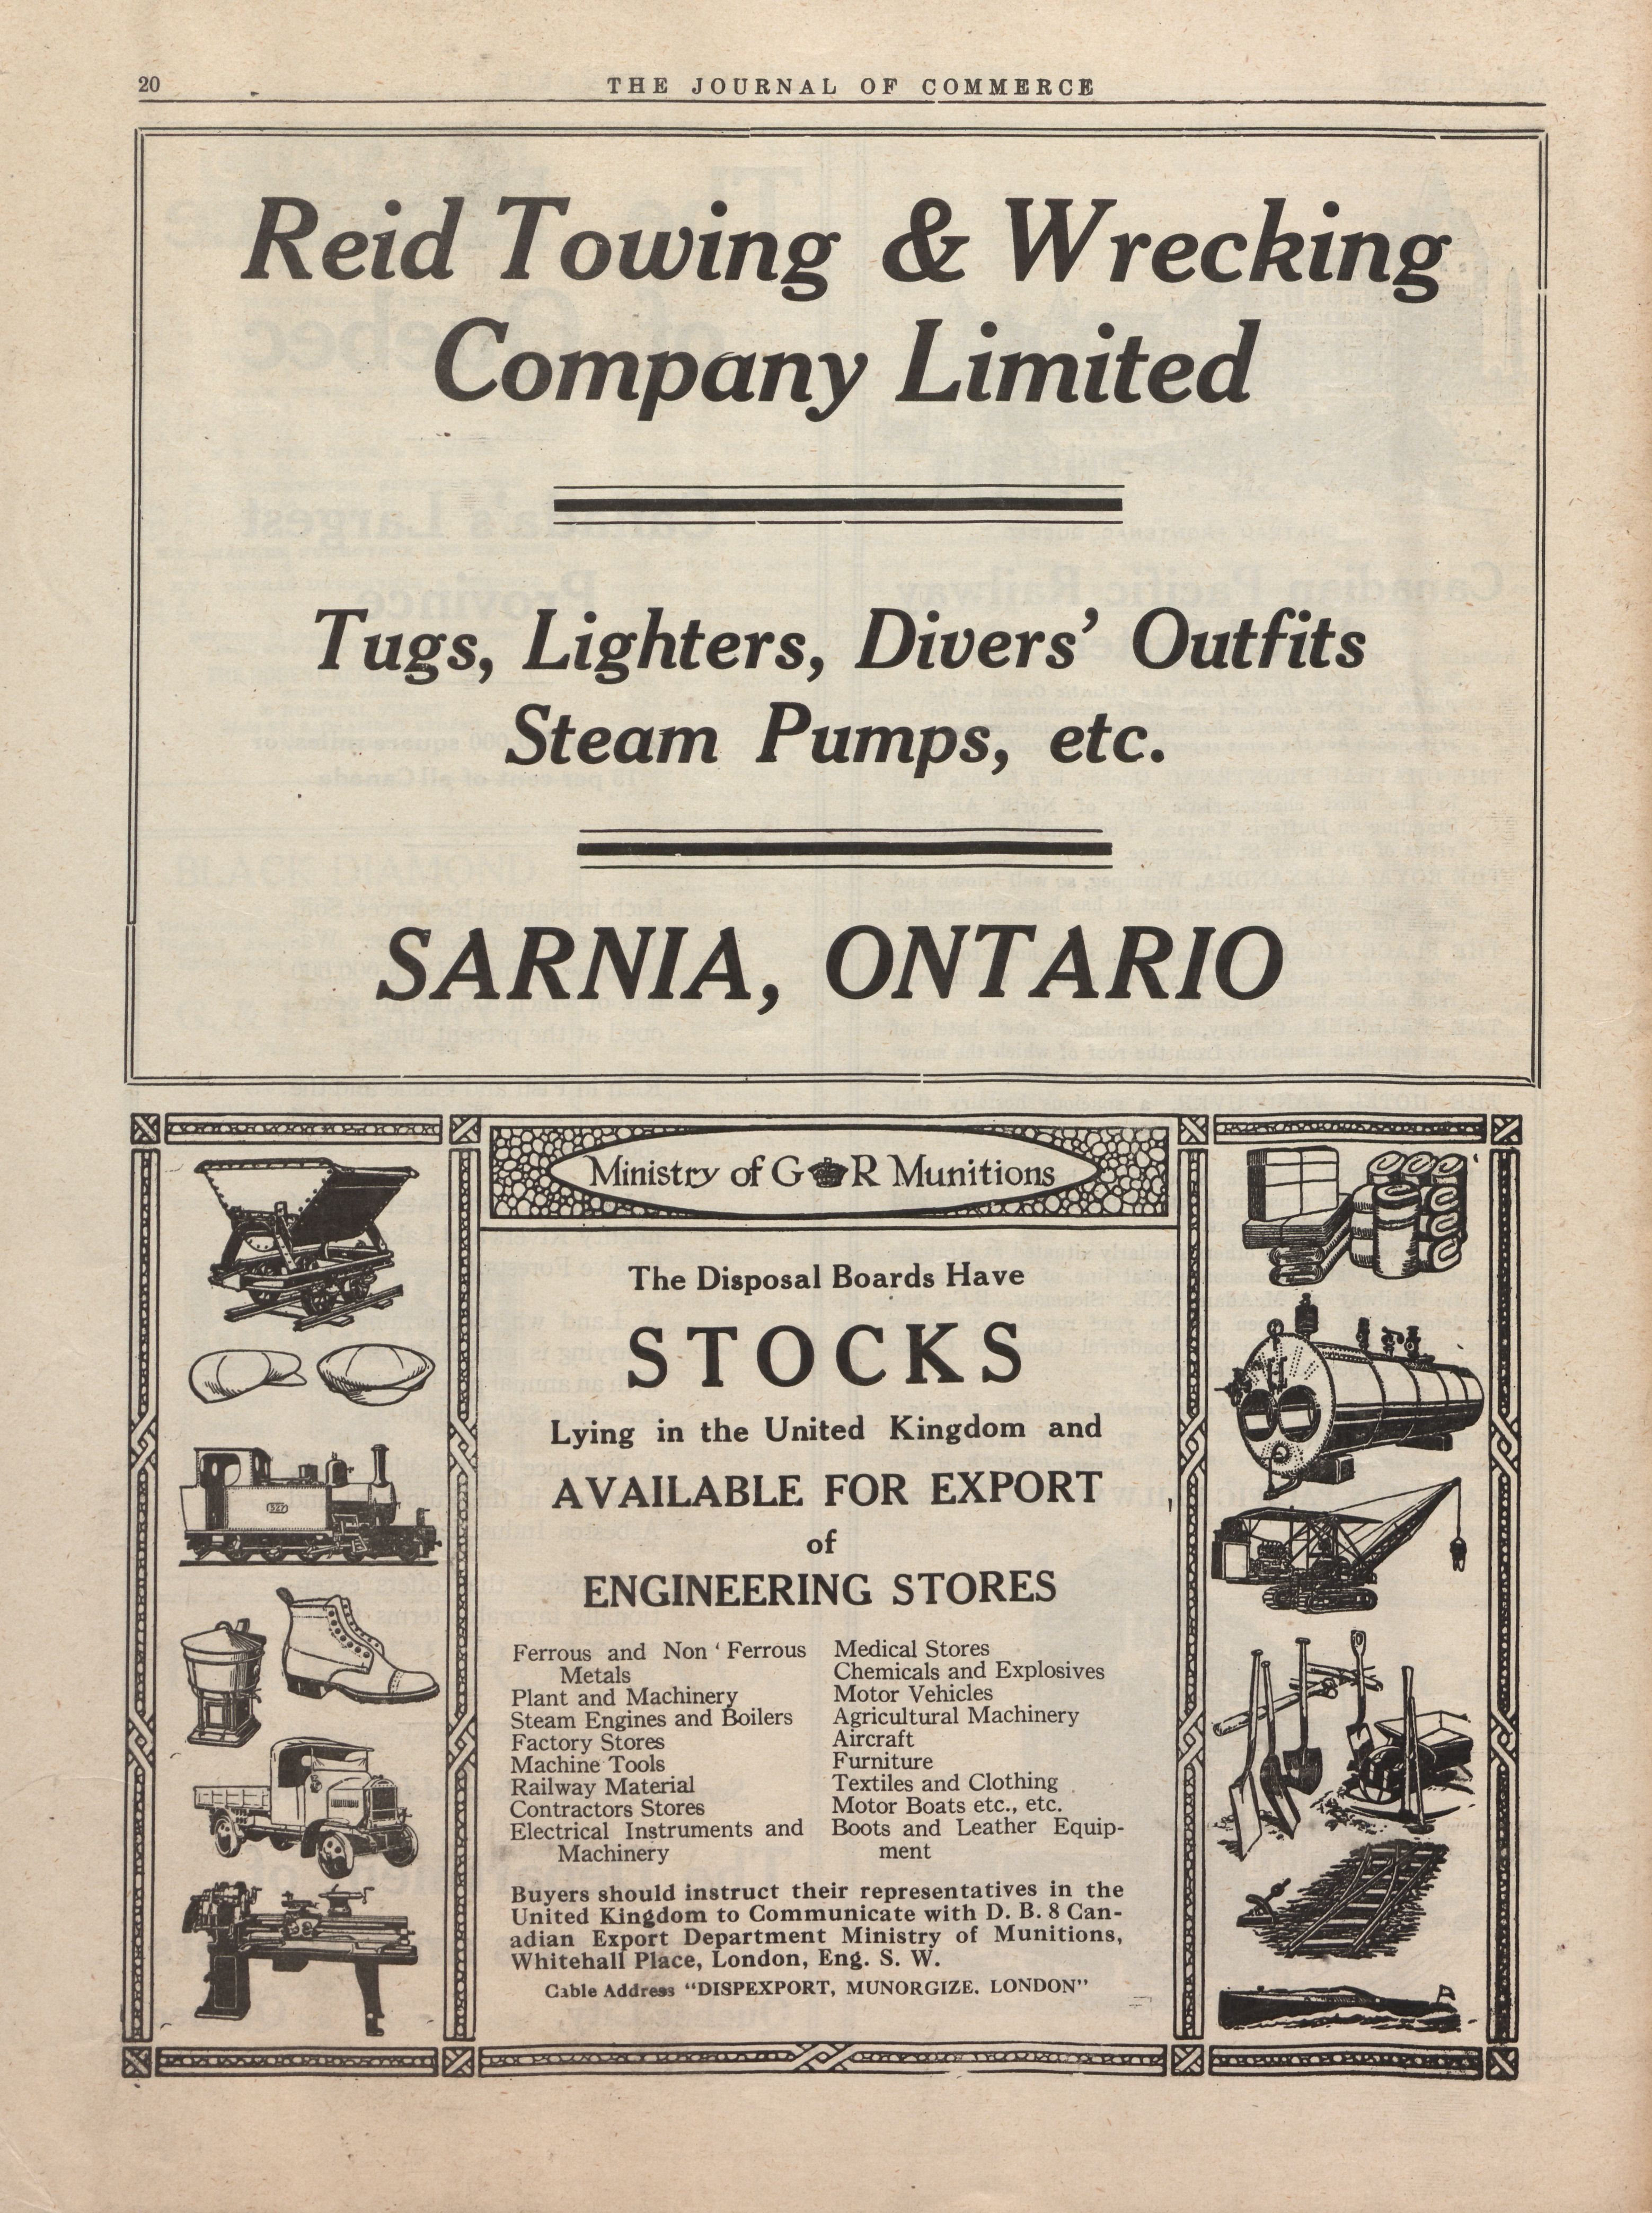 20
THE JOURNAL OF COMMERCE
Reid Towing & Wrecking
Company Limited
Tugs, Lighters, Divers' Outfits
Steam Pumps, etc.
SARNIA, ONTARIO
Ministry of G R Munitions
The Disposal Boards Have
STOCKS
Lying in the United Kingdom and
AVAILABLE FOR EXPORT
of
ENGINEERING STORES
Ferrous and Non ' Ferrous
Metals
Plant and Machinery
Steam Engines and Boilers
Factory Stores
Machine Tools
Railway Material
Contractors Stores
Electrical Instruments and
Machinery
Medical Stores
Chemicals and Explosives
Motor Vehicles
Agricultural Machinery
Aircraft
Furniture
Textiles and Clothing
Motor Boats etc., etc.
Boots and Leather Equip-
ment
Buyers should instruct their representatives in the
United Kingdom to Communicate with D. B. 8 Can-
adian Export Department Ministry of Munitions,
Whitehall Place, London, Eng. S. W.
Cable Address "DISPEXPORT, MUNORGIZE. LONDON"